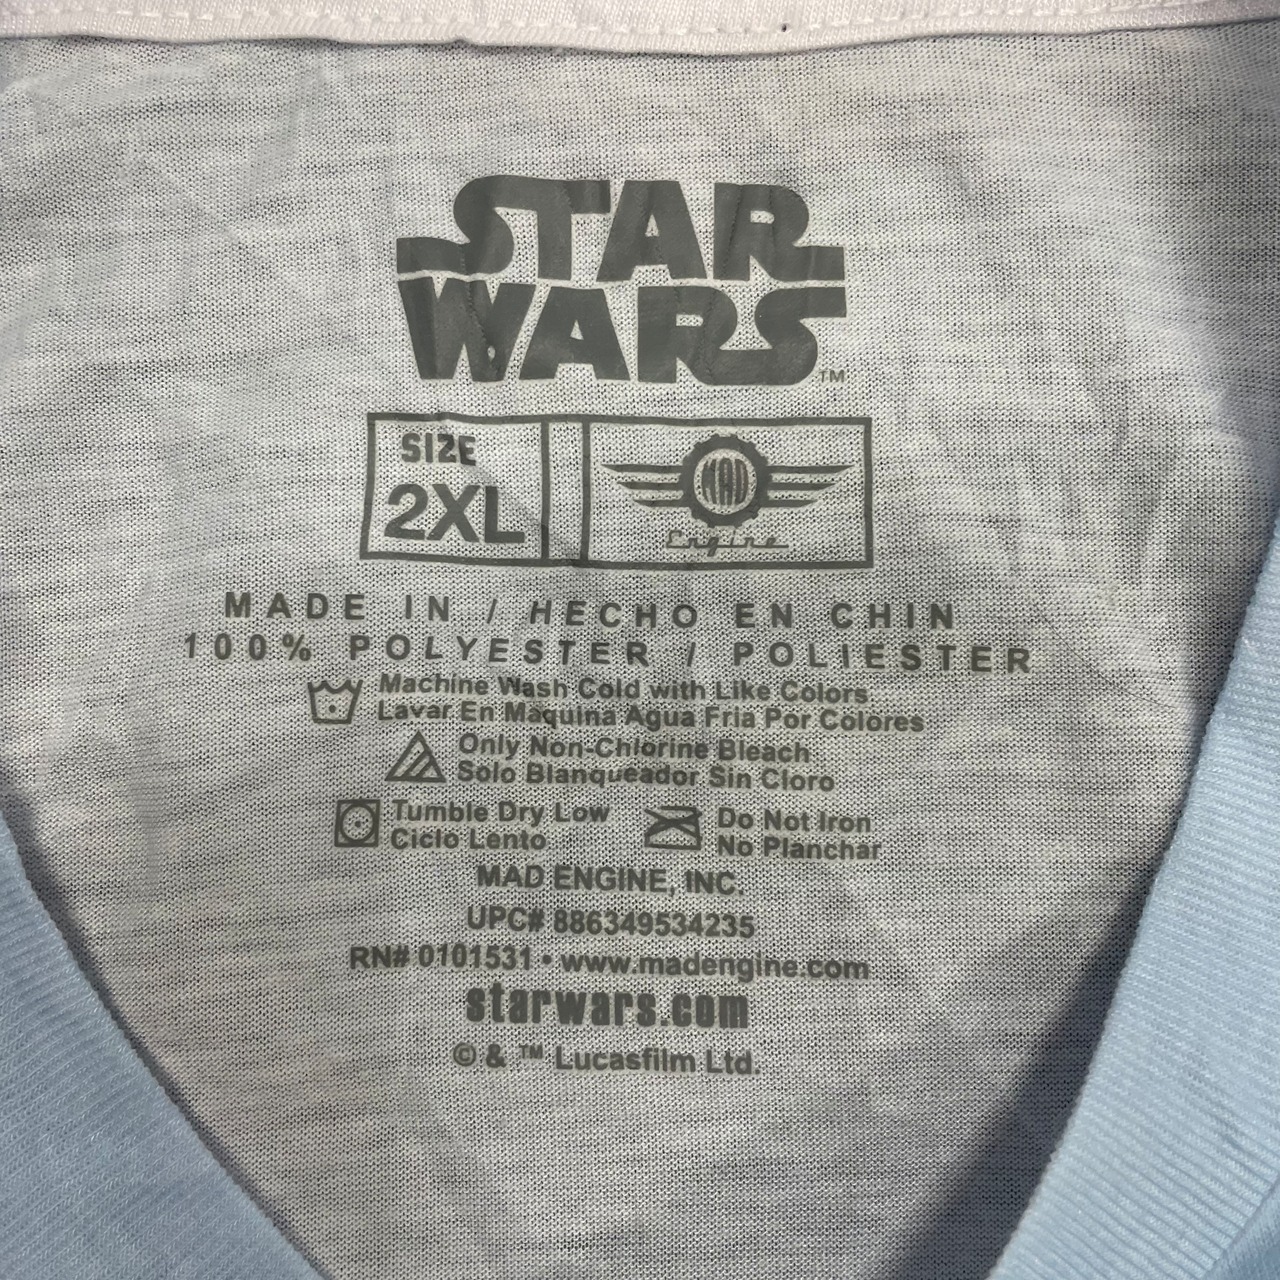 STAR
WARS™
SIZE
2XL
MAD
Engine
MADE IN / HECHO EN CHIN
100% POLYESTER / POLIESTER
Machine Wash Cold with Like Colors
Lavar En Maquina Agua Fria Por Colores
Only Non-Chlorine Bleach
Solo Blanqueador Sin Cloro
Tumble Dry Low
Ciclo Lento
Do Not Iron
No Planchar
MAD ENGINE, INC.
UPC# 886349534235
RN# 0101531 • www.madengine.com
starwars.com
© & ™ Lucasfilm Ltd.